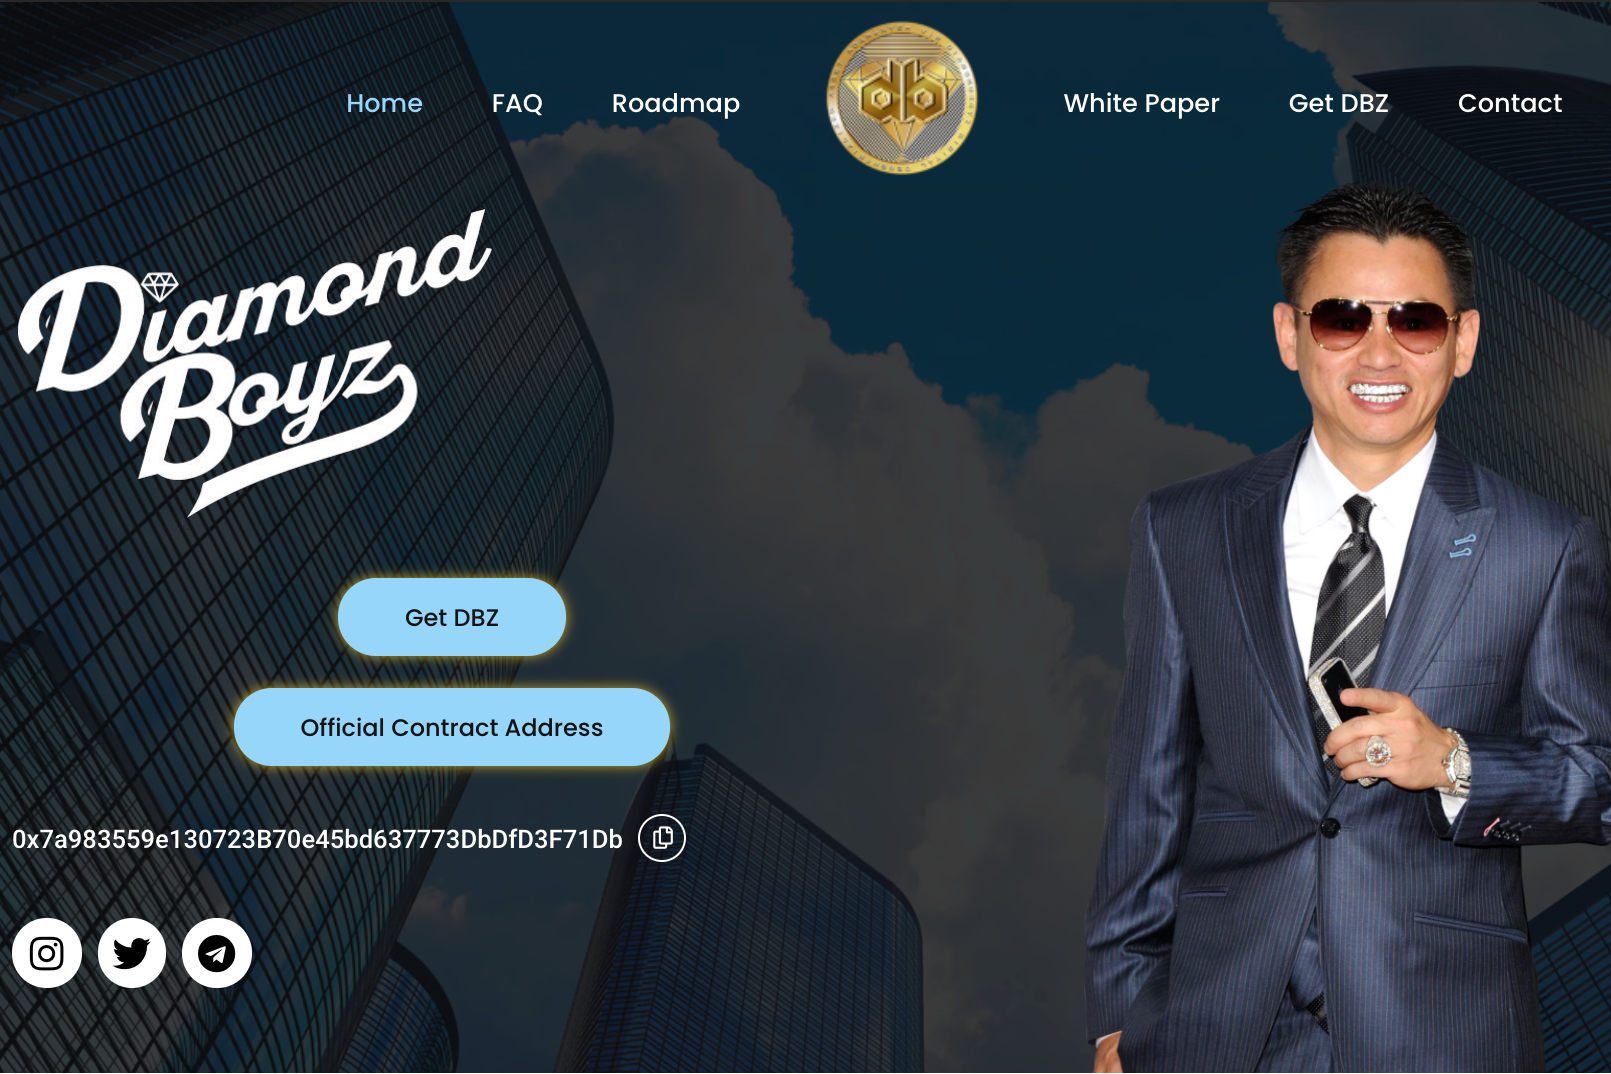 Home
FAQ
Roadmap
db
White Paper
Get DBZ
Contact
Diamond
Boyz
Get DBZ
Official Contract Address
0x7a983559e130723B70e45bd637773DbDfD3F71Db